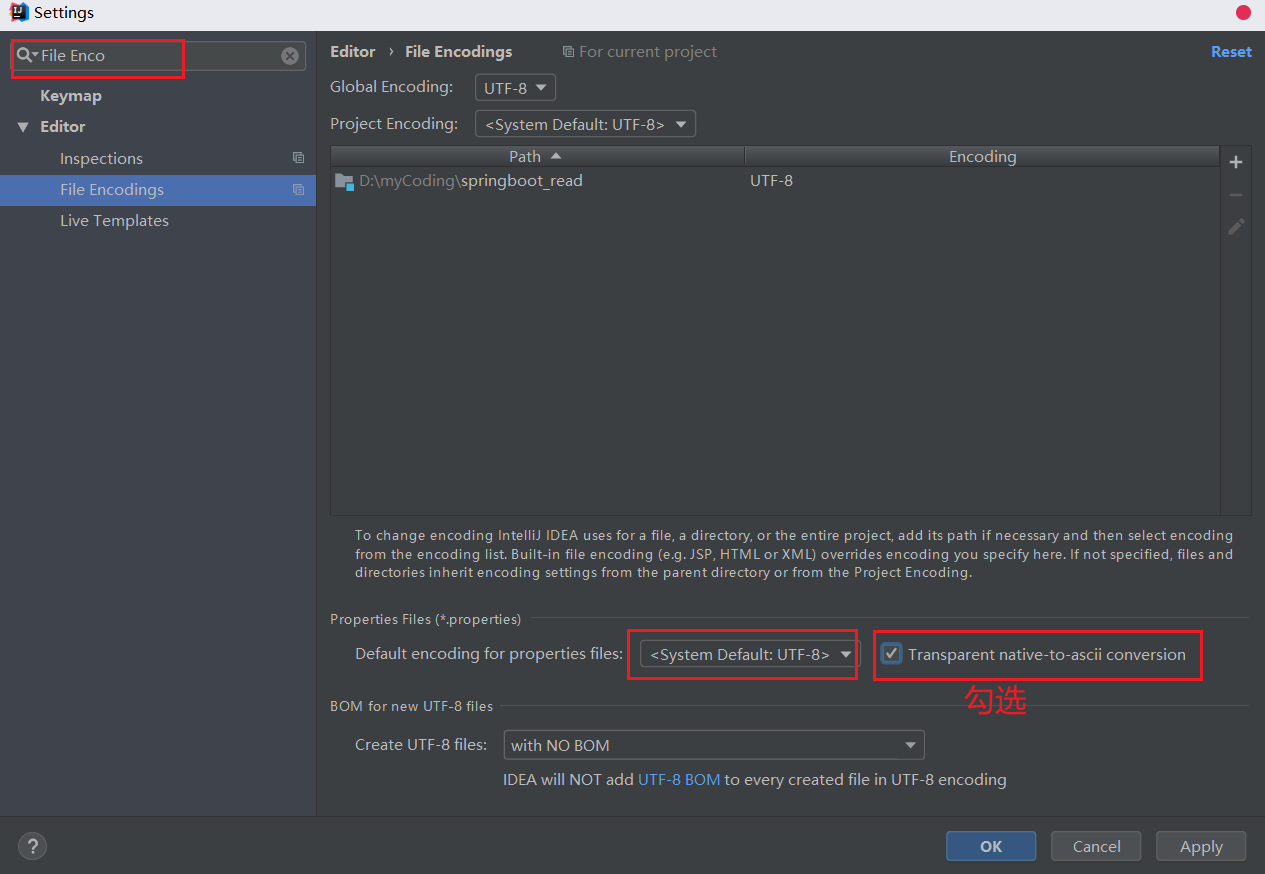 Settings
File Enco
Keymap
Editor
Inspections
File Encodings
Live Templates
Editor › File Encodings For current project Reset
Global Encoding: UTF-8
Project Encoding: <System Default: UTF-8>
Path Encoding
D:\myCoding\springboot_read UTF-8
To change encoding IntelliJ IDEA uses for a file, a directory, or the entire project, add its path if necessary and then select encoding
from the encoding list. Built-in file encoding (e.g. JSP, HTML or XML) overrides encoding you specify here. If not specified, files and
directories inherit encoding settings from the parent directory or from the Project Encoding.
Properties Files (*.properties)
Default encoding for properties files: <System Default: UTF-8> Transparent native-to-ascii conversion
勾选
BOM for new UTF-8 files
Create UTF-8 files: with NO BOM
IDEA will NOT add UTF-8 BOM to every created file in UTF-8 encoding
? OK Cancel Apply